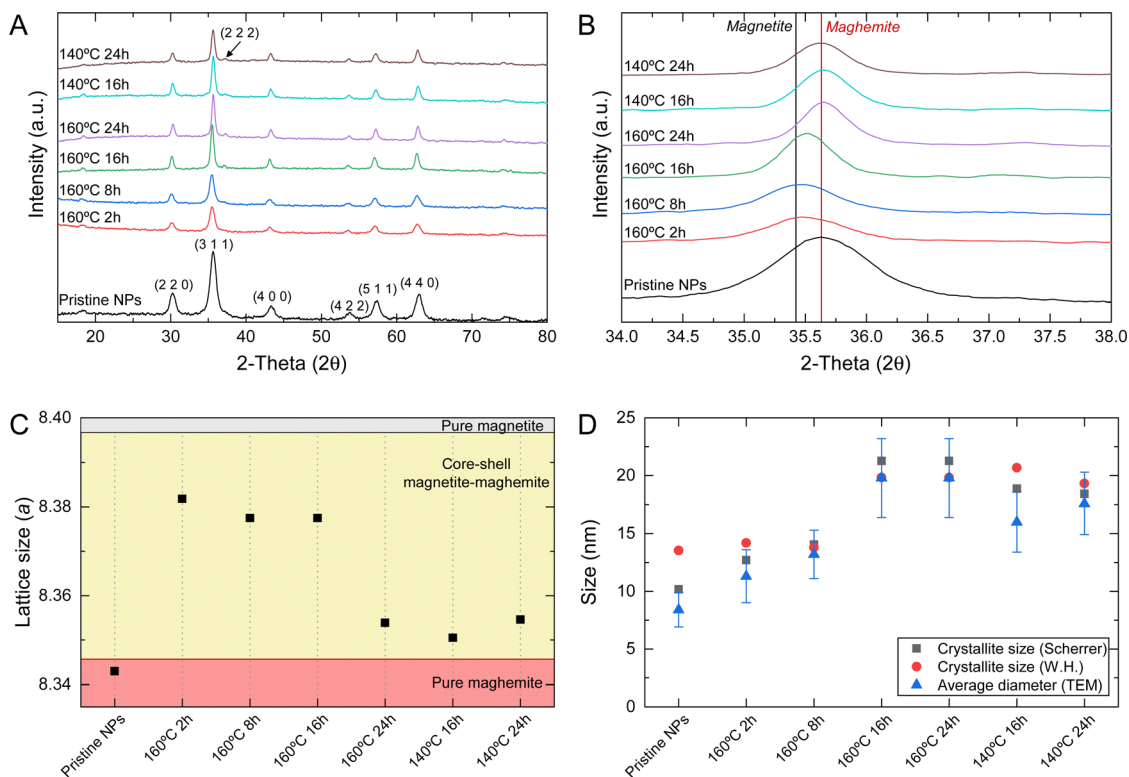 A
140ºC 24h
(2 2 2)
140ºC 16h
160ºC 24h
160ºC 16h
160ºC 8h
160ºC 2h
(3 1 1)
Pristine NPs
(2 2 0)
(4 0 0)
(4 2 2)
(5 1 1)
(4 4 0)
20 30 40 50 60 70 80
2-Theta (2θ)
Intensity (a.u.)
B
Magnetite
Maghemite
140ºC 24h
140ºC 16h
160ºC 24h
160ºC 16h
160ºC 8h
160ºC 2h
Pristine NPs
34.0 34.5 35.0 35.5 36.0 36.5 37.0 37.5 38.0
2-Theta (2θ)
Intensity (a.u.)
C
8.40
8.38
8.36
8.34
Lattice size (a)
Pure magnetite
Core-shell
magnetite-maghemite
Pure maghemite
Pristine NPs
160ºC 2h
160ºC 8h
160ºC 16h
160ºC 24h
140ºC 16h
140ºC 24h
D
25
20
15
10
5
0
Size (nm)
Crystallite size (Scherrer)
Crystallite size (W.H.)
Average diameter (TEM)
Pristine NPs
160ºC 2h
160ºC 8h
160ºC 16h
160ºC 24h
140ºC 16h
140ºC 24h